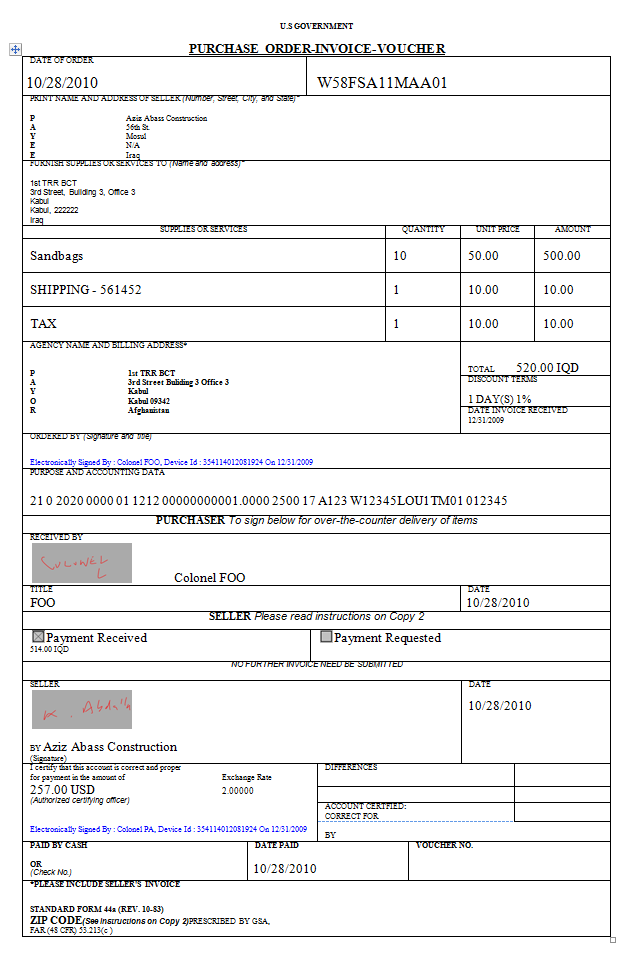 U.S GOVERNMENT
PURCHASE ORDER-INVOICE-VOUCHER
DATE OF ORDER
10/28/2010 W58FSA11MAA01
PRINT NAME AND ADDRESS OF SELLER (Number, Street, City, and State)*
P Aziz Abass Construction
A 56th St.
Y Mosul
E N/A
E Iraq
FURNISH SUPPLIES OR SERVICES TO (Name and address)*
1st TRR BCT
3rd Street, Building 3, Office 3
Kabul
Kabul, 222222
Iraq
SUPPLIES OR SERVICES QUANTITY UNIT PRICE AMOUNT
Sandbags 10 50.00 500.00
SHIPPING - 561452 1 10.00 10.00
TAX 1 10.00 10.00
AGENCY NAME AND BILLING ADDRESS*
P 1st TRR BCT
A 3rd Street Buliding 3 Office 3
Y Kabul
O Kabul 09342
R Afghanistan
TOTAL 520.00 IQD
DISCOUNT TERMS
1 DAY(S) 1%
DATE INVOICE RECEIVED
12/31/2009
ORDERED BY (Signature and title)
Electronically Signed By : Colonel FOO, Device Id : 354114012081924 On 12/31/2009
PURPOSE AND ACCOUNTING DATA
21 0 2020 0000 01 1212 00000000001.0000 2500 17 A123 W12345LOU1TM01 012345
PURCHASER To sign below for over-the-counter delivery of items
RECEIVED BY
COLONEL
L
Colonel FOO
TITLE DATE
FOO 10/28/2010
SELLER Please read instructions on Copy 2
Payment Received Payment Requested
514.00 IQD
NO FURTHER INVOICE NEED BE SUBMITTED
SELLER DATE
K. Abdalla
10/28/2010
BY Aziz Abass Construction
(Signature)
I certify that this account is correct and proper
for payment in the amount of Exchange Rate
257.00 USD 2.00000
(Authorized certifying officer)
Electronically Signed By : Colonel PA, Device Id : 354114012081924 On 12/31/2009
DIFFERENCES
ACCOUNT CERTFIED:
CORRECT FOR
BY
PAID BY CASH DATE PAID VOUCHER NO.
OR
(Check No.) 10/28/2010
*PLEASE INCLUDE SELLER'S INVOICE
STANDARD FORM 44a (REV. 10-83)
ZIP CODE(See Instructions on Copy 2)PRESCRIBED BY GSA,
FAR (48 CFR) 53.213(c )